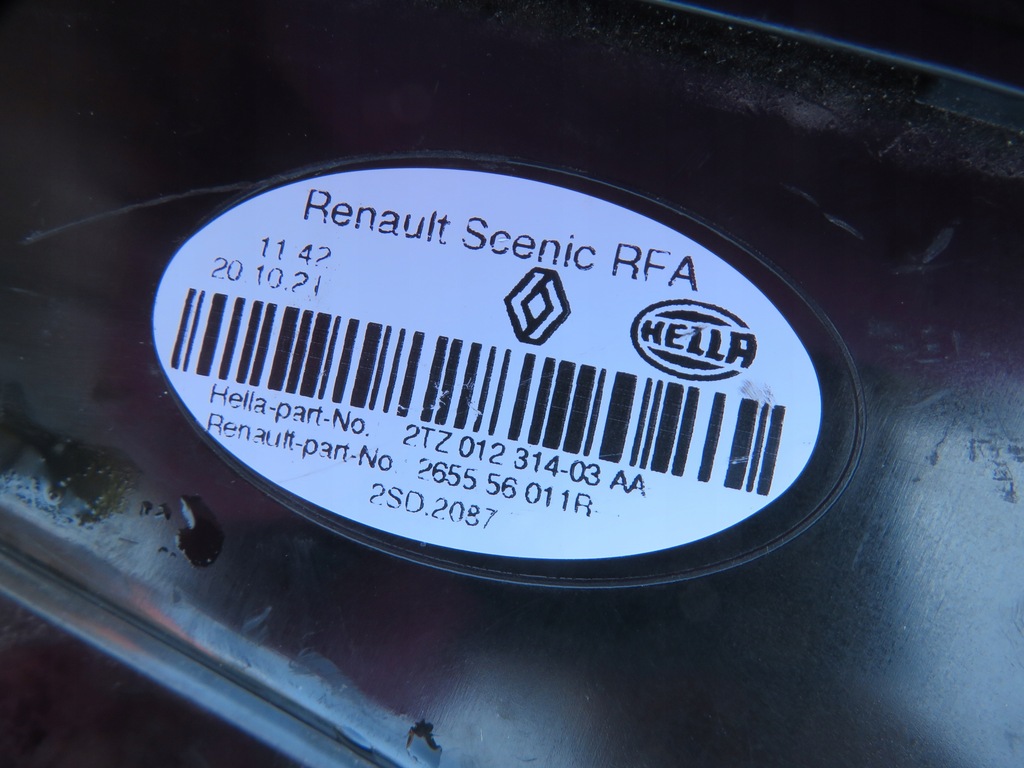 Renault Scenic RFA
11 42
20.10.21
HELLA
Hella-part-No. 2TZ 012 314-03 AA
Renault-part-No 2655 56 011R
2SD.2087